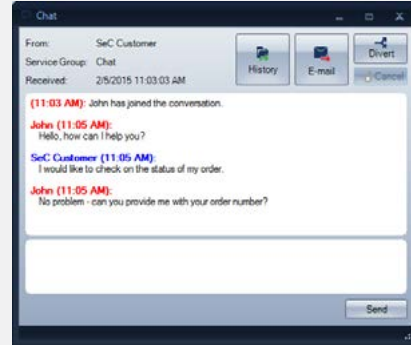 Chat
From: SeC Customer
Service Group: Chat
Received: 2/5/2015 11:03:03 AM
History
E-mail
Divert
Cancel
(11:03 AM): John has joined the conversation.
John (11:05 AM):
Hello, how can I help you?
SeC Customer (11:05 AM):
I would like to check on the status of my order.
John (11:05 AM):
No problem - can you provide me with your order number?
Send